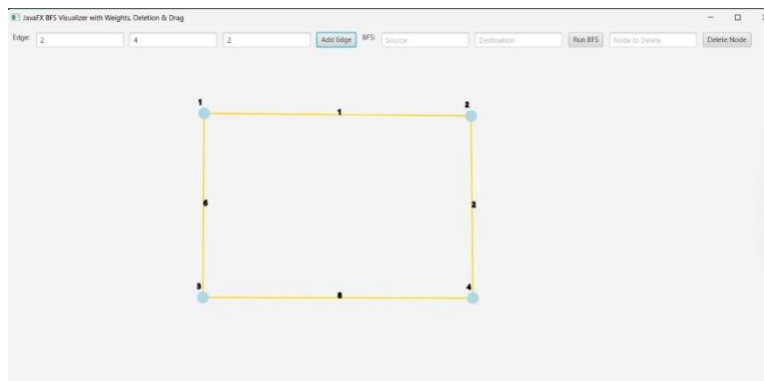 JavaFX BFS Visualizer with Weights, Deletion & Drag
Edge: 2 4 2 Add Edge BFS: Source Destination Run BFS Node to Delete Delete Node
1 2
1
2
3 4